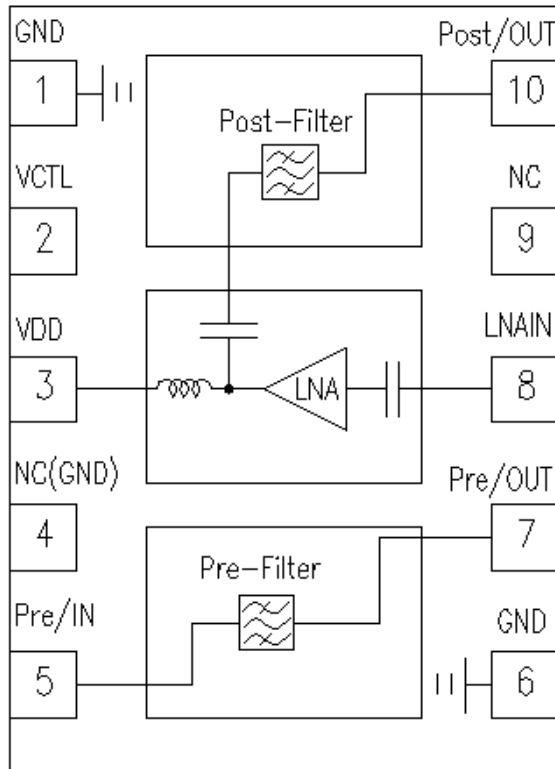 GND
Post/OUT
1
10
Post-Filter
VCTL
NC
2
9
VDD
LNAIN
3
LNA
8
NC(GND)
Pre/OUT
4
7
Pre-Filter
Pre/IN
GND
5
6